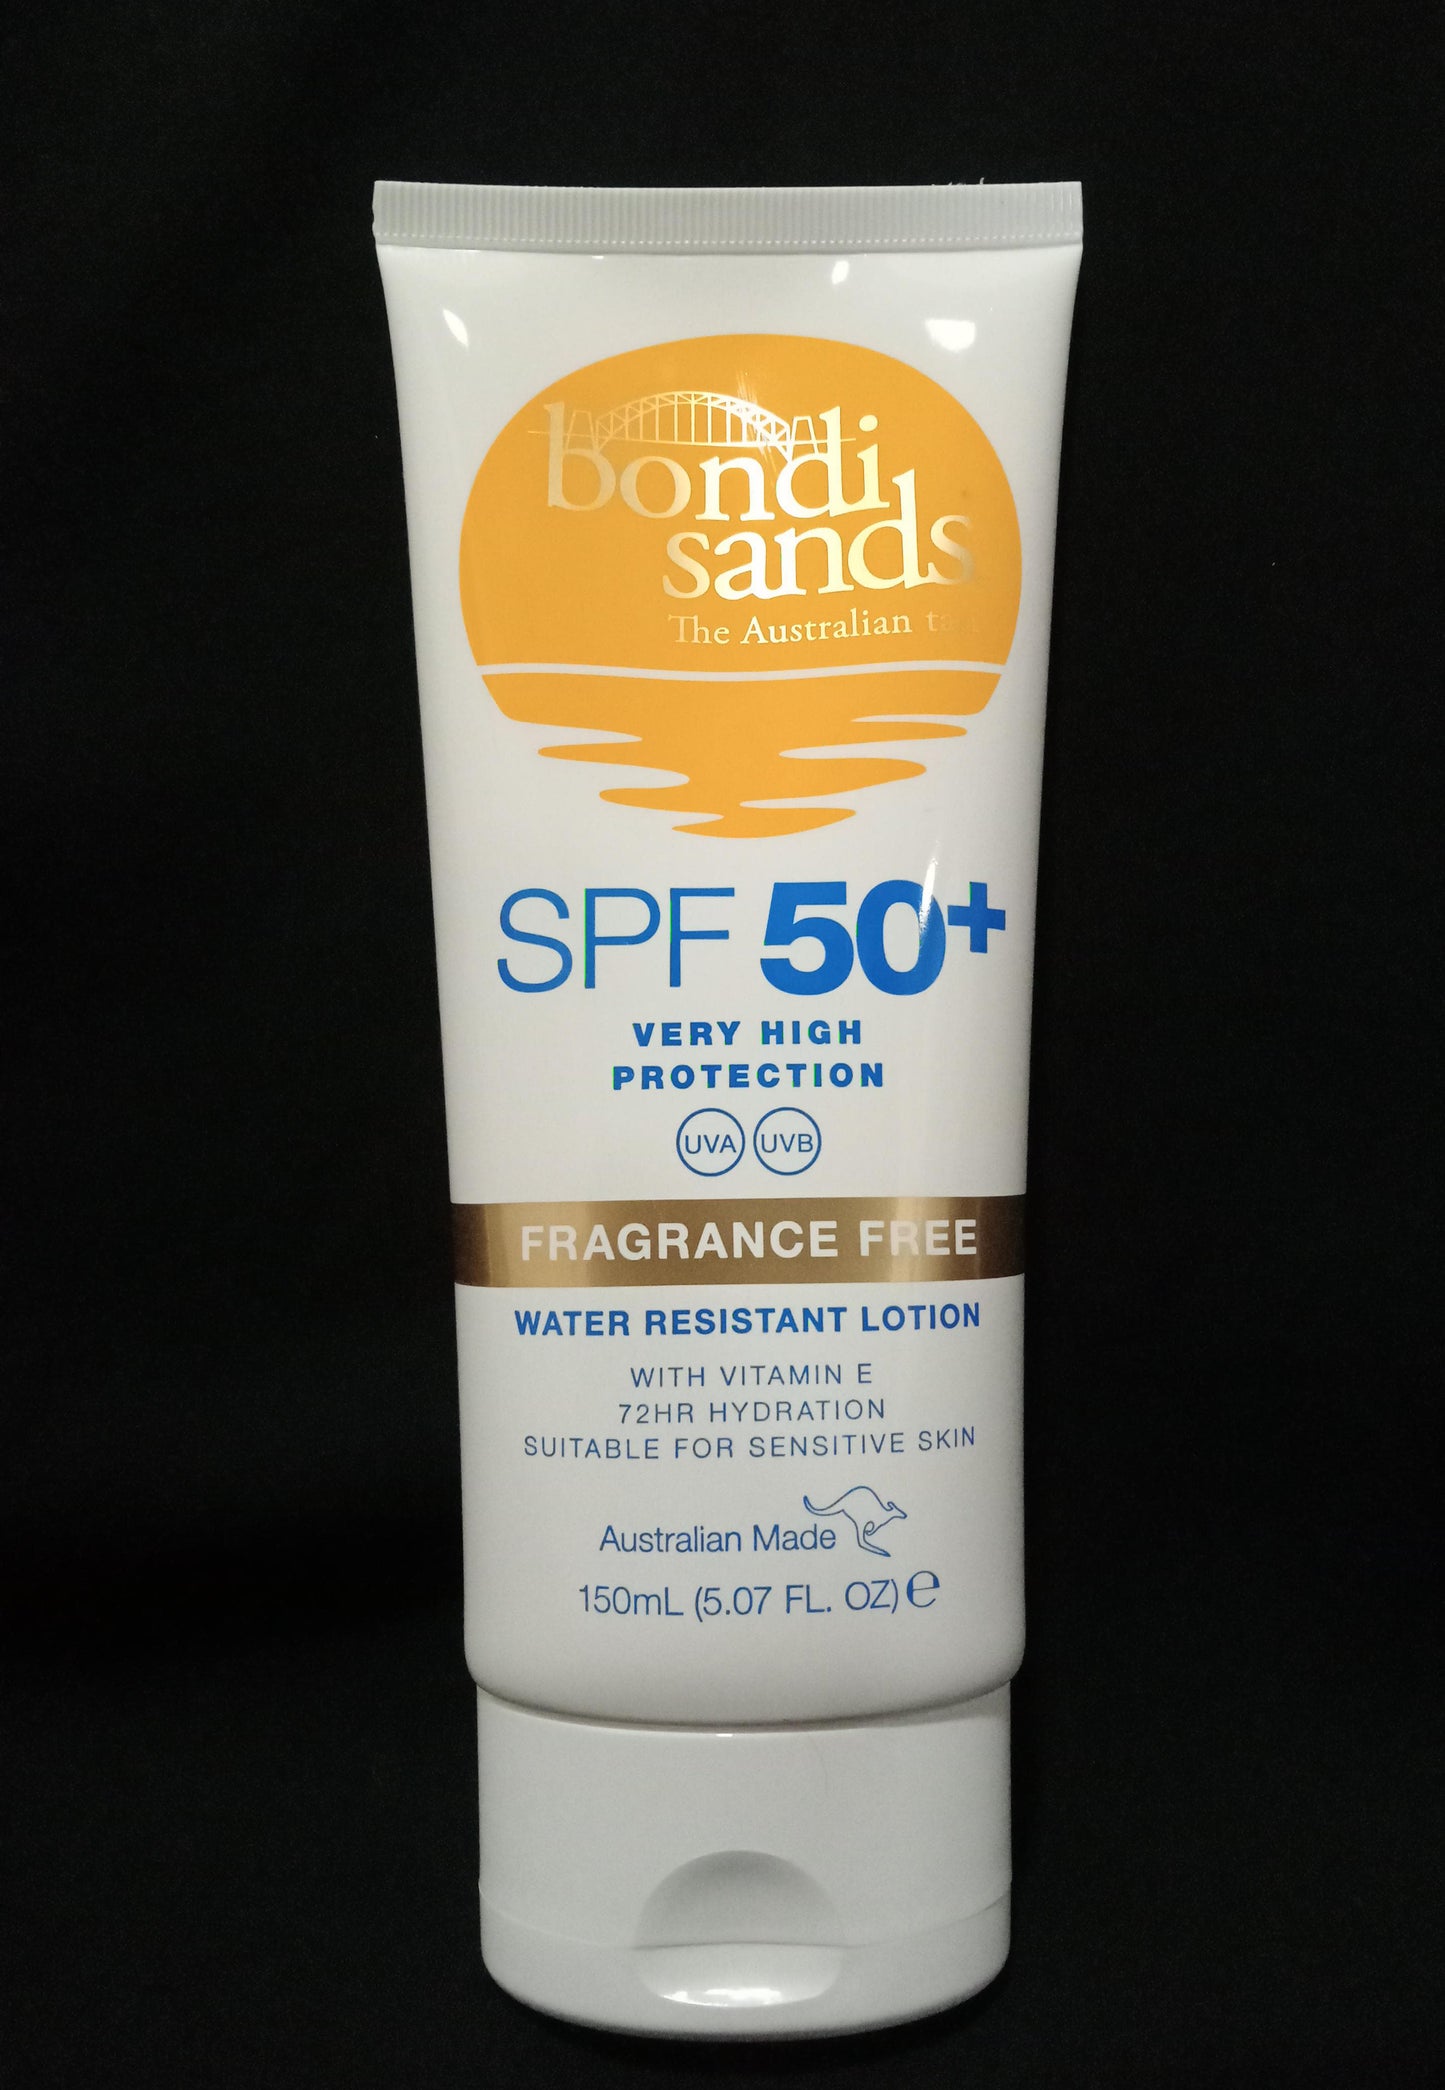 bondi
sands
The Australian tan
SPF 50+
VERY HIGH
PROTECTION
UVA UVB
FRAGRANCE FREE
WATER RESISTANT LOTION
WITH VITAMIN E
72HR HYDRATION
SUITABLE FOR SENSITIVE SKIN
Australian Made
150mL (5.07 FL. OZ) ℮